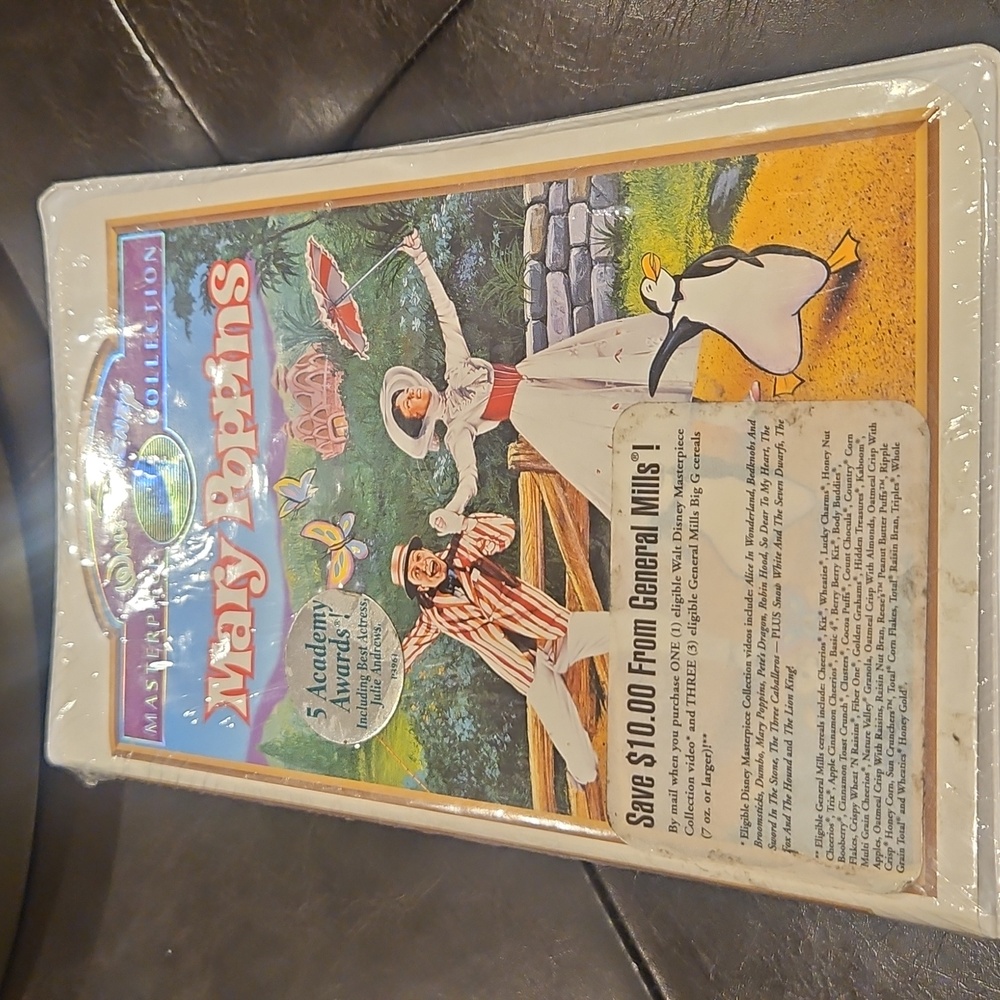 WALT DISNEY
MASTERPIECE COLLECTION
Mary Poppins
5 Academy
Awards®!
Including Best Actress,
Julie Andrews.
P3961
Save $10.00 From General Mills®!
By mail when you purchase ONE (1) eligible Walt Disney Masterpiece
Collection video* and THREE (3) eligible General Mills Big G cereals
(7 oz. or larger)!**
* Eligible Disney Masterpiece Collection videos include: Alice In Wonderland, Bedknobs And
Broomsticks, Dumbo, Mary Poppins, Pete's Dragon, Robin Hood, So Dear To My Heart, The
Sword In The Stone, The Three Caballeros — PLUS Snow White And The Seven Dwarfs, The
Fox And The Hound and The Lion King!
** Eligible General Mills cereals include: Cheerios®, Kix®, Wheaties®, Lucky Charms®, Honey Nut
Cheerios®, Trix®, Apple Cinnamon Cheerios®, Basic 4®, Berry Berry Kix®, Body Buddies®,
Booberry®, Cinnamon Toast Crunch®, Clusters®, Cocoa Puffs®, Count Chocula®, Country® Corn
Flakes, Crispy Wheat 'N Raisins®, Fiber One®, Golden Grahams®, Hidden Treasures®, Kaboom®,
Multi Grain Cheerios®, Nature Valley® Granola, Oatmeal Crisp With Almonds, Oatmeal Crisp With
Apples, Oatmeal Crisp With Raisins, Raisin Nut Bran, Reese's™ Peanut Butter Puffs™, Ripple
Crisp® Honey Corn, Sun Crunchers™, Total® Corn Flakes, Total® Raisin Bran, Triples® Whole
Grain Total® and Wheaties® Honey Gold®.